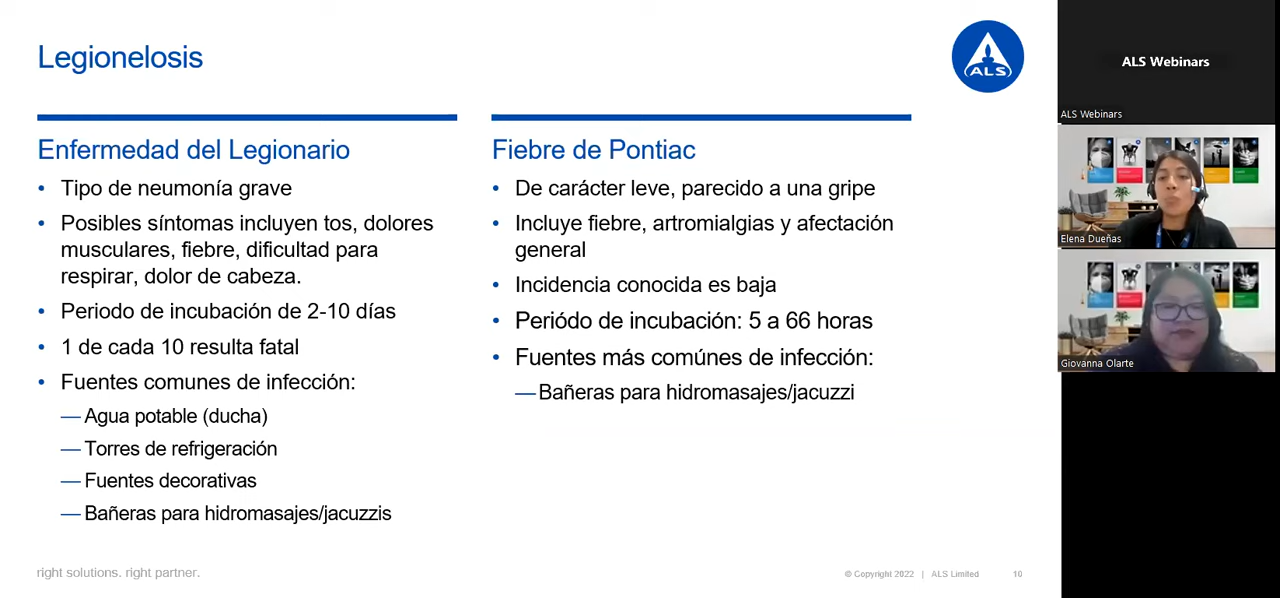 Legionelosis
ALS
Enfermedad del Legionario
• Tipo de neumonía grave
• Posibles síntomas incluyen tos, dolores
musculares, fiebre, dificultad para
respirar, dolor de cabeza.
• Periodo de incubación de 2-10 días
• 1 de cada 10 resulta fatal
• Fuentes comunes de infección:
— Agua potable (ducha)
— Torres de refrigeración
— Fuentes decorativas
— Bañeras para hidromasajes/jacuzzis
Fiebre de Pontiac
• De carácter leve, parecido a una gripe
• Incluye fiebre, artromialgias y afectación
general
• Incidencia conocida es baja
• Periódo de incubación: 5 a 66 horas
• Fuentes más comúnes de infección:
— Bañeras para hidromasajes/jacuzzi
right solutions. right partner.
© Copyright 2022 | ALS Limited 10
ALS Webinars
ALS Webinars
Elena Dueñas
Giovanna Olarte